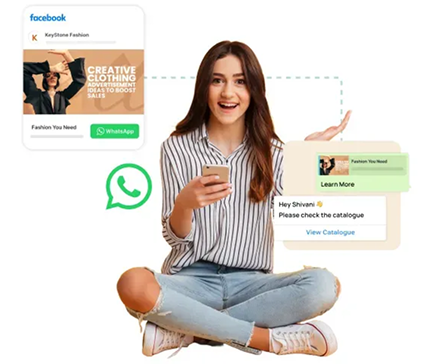 facebook
K KeyStone Fashion
CREATIVE
CLOTHING
ADVERTISEMENT
IDEAS TO BOOST
SALES
Fashion You Need
WhatsApp
Fashion You Need
Learn More
Hey Shivani 👋
Please check the catalogue
View Catalogue